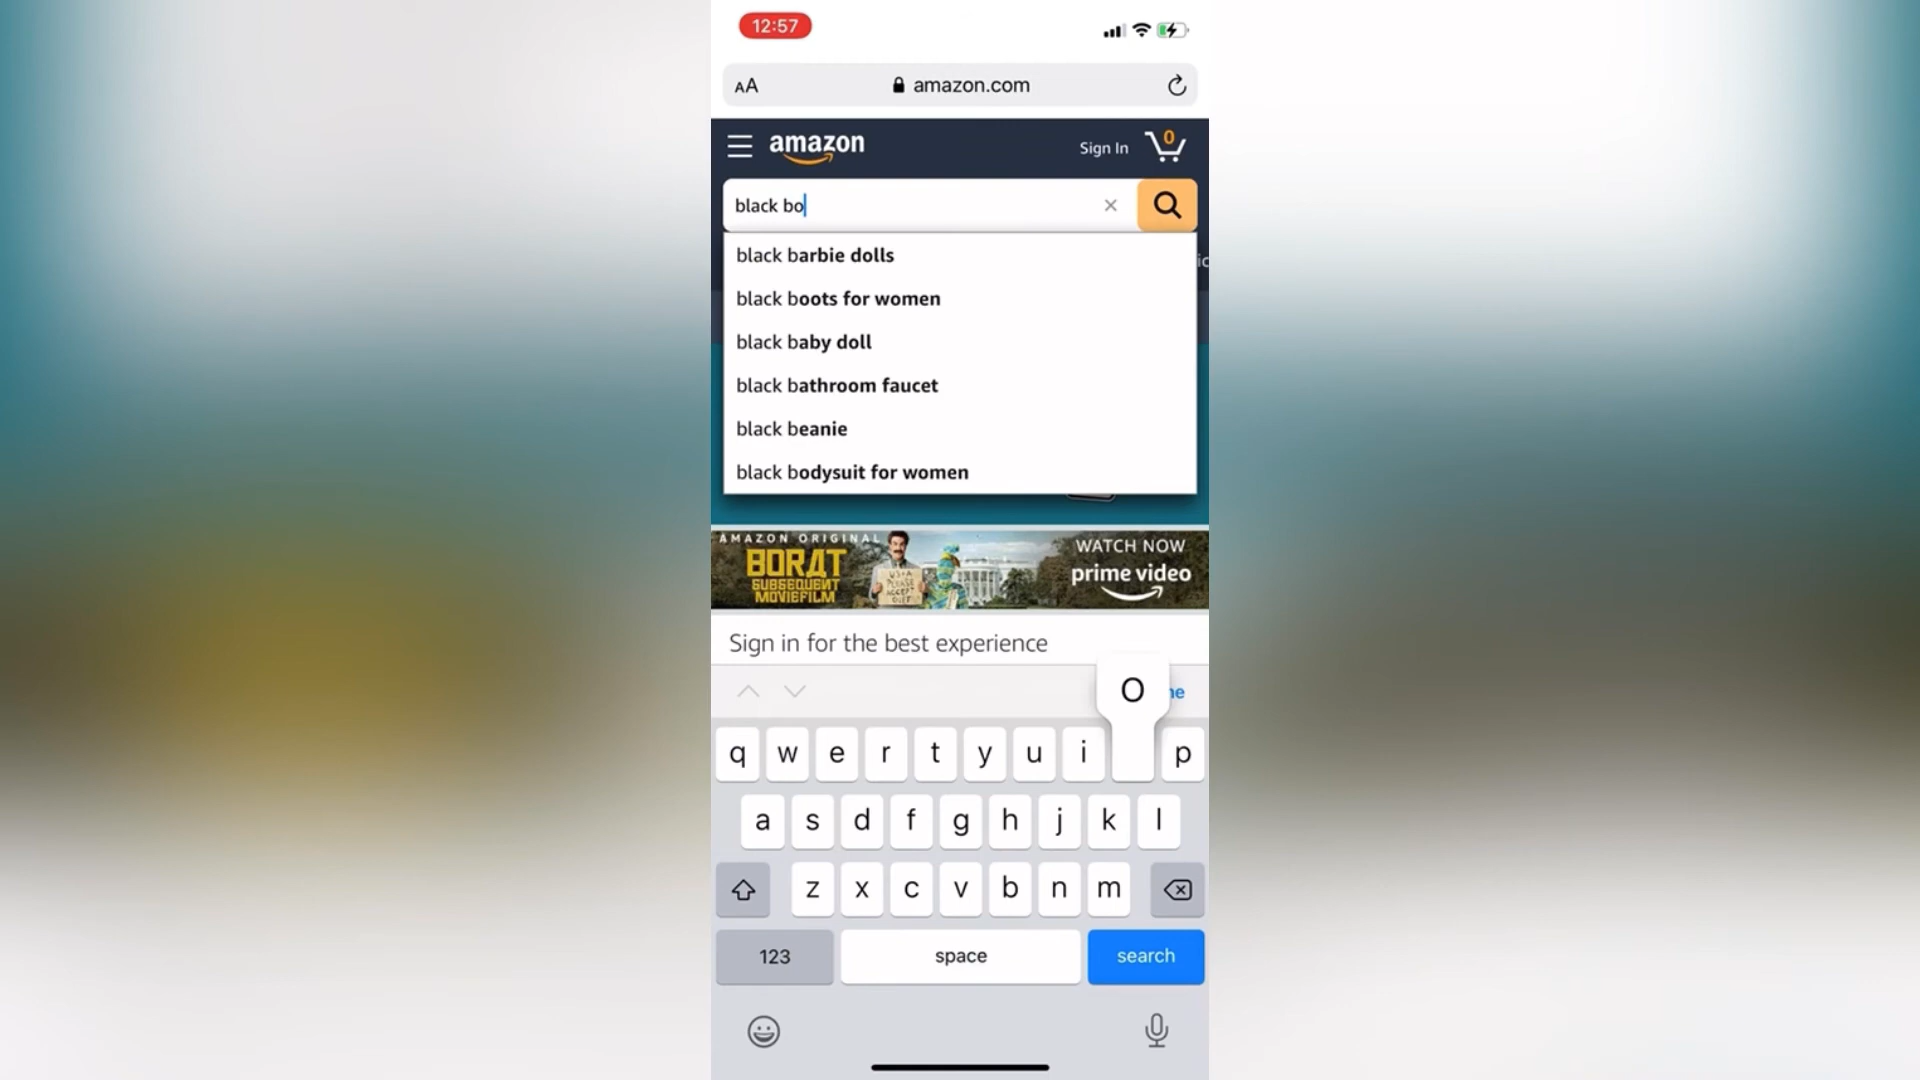 12:57
AA
amazon.com
amazon
Sign In
0
black bo
black barbie dolls
black boots for women
black baby doll
black bathroom faucet
black beanie
black bodysuit for women
AMAZON ORIGINAL
BORAT
SUBSEQUENT
MOVIEFILM
WATCH NOW
prime video
Sign in for the best experience
O
q w e r t y u i p
a s d f g h j k l
z x c v b n m
123 space search